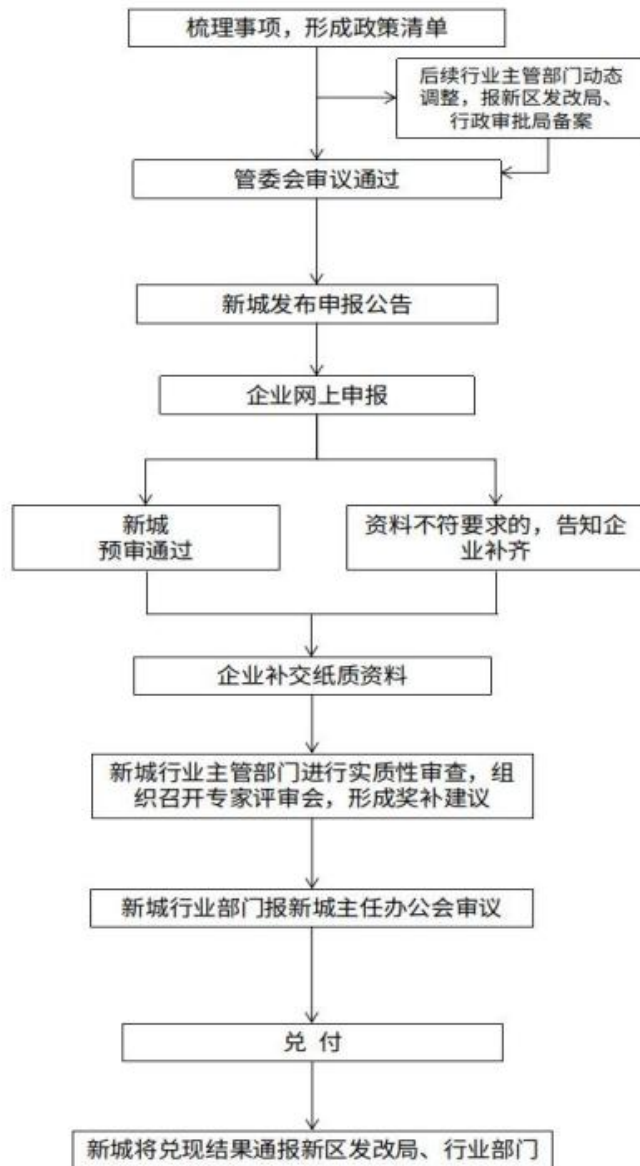 梳理事项，形成政策清单
后续行业主管部门动态
调整，报新区发改局、
行政审批局备案
管委会审议通过
新城发布申报公告
企业网上申报
新城
预审通过
资料不符要求的，告知企
业补齐
企业补交纸质资料
新城行业主管部门进行实质性审查，组
织召开专家评审会，形成奖补建议
新城行业部门报新城主任办公会审议
兑 付
新城将兑现结果通报新区发改局、行业部门